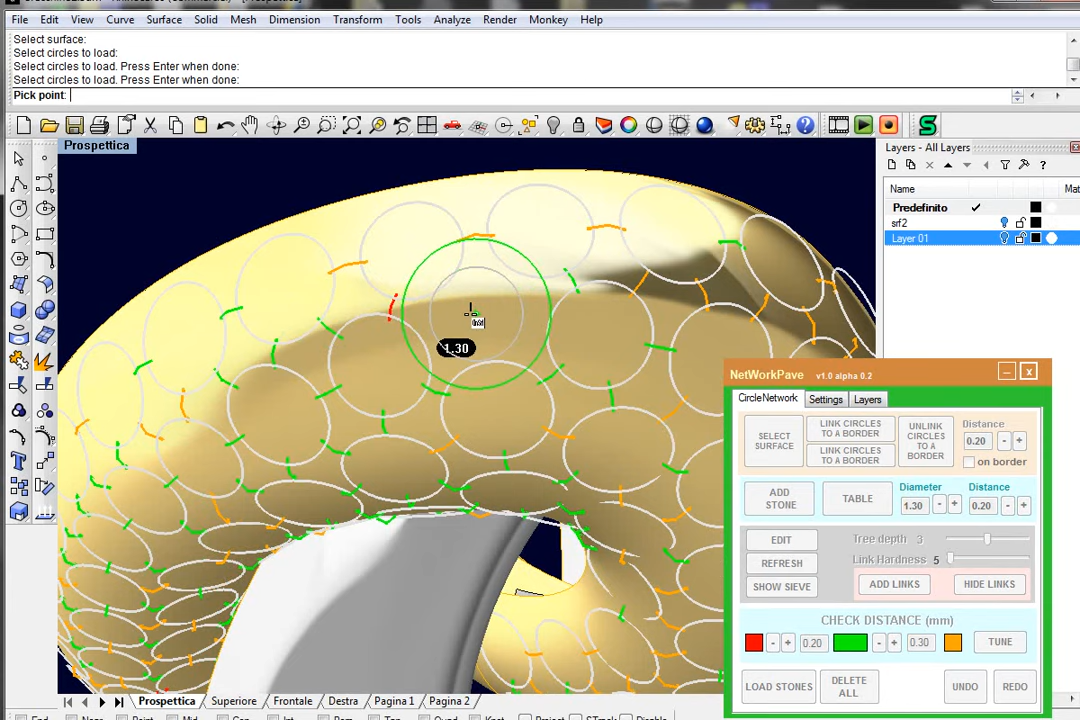 File Edit View Curve Surface Solid Mesh Dimension Transform Tools Analyze Render Monkey Help
Select surface:
Select circles to load:
Select circles to load. Press Enter when done:
Select circles to load. Press Enter when done:
Pick point:
Prospettica
Layers - All Layers
Name
Predefinito
srf2
Layer 01
1.30
NetWorkPave v1.0 alpha 0.2
CircleNetwork Settings Layers
SELECT SURFACE
LINK CIRCLES TO A BORDER
LINK CIRCLES TO A BORDER
UNLINK CIRCLES TO A BORDER
Distance
0.20 - +
on border
ADD STONE
TABLE
Diameter
1.30 - +
Distance
0.20 - +
EDIT
REFRESH
SHOW SIEVE
Tree depth 3
Link Hardness 5
ADD LINKS HIDE LINKS
CHECK DISTANCE (mm)
- + 0.20 - + 0.30 TUNE
LOAD STONES
DELETE ALL
UNDO REDO
Prospettica Superiore Frontale Destra Pagina 1 Pagina 2